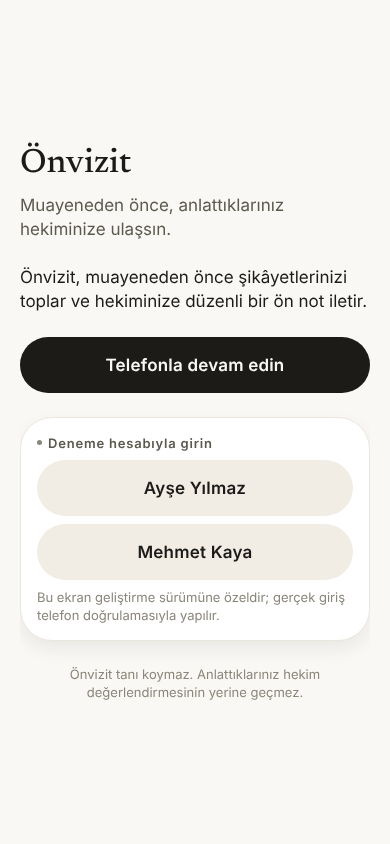 Önvizit
Muayeneden önce, anlattıklarınız
hekiminize ulaşsın.
Önvizit, muayeneden önce şikâyetlerinizi
toplar ve hekiminize düzenli bir ön not iletir.
Telefonla devam edin
Deneme hesabıyla girin
Ayşe Yılmaz
Mehmet Kaya
Bu ekran geliştirme sürümüne özeldir; gerçek giriş
telefon doğrulamasıyla yapılır.
Önvizit tanı koymaz. Anlattıklarınız hekim
değerlendirmesinin yerine geçmez.